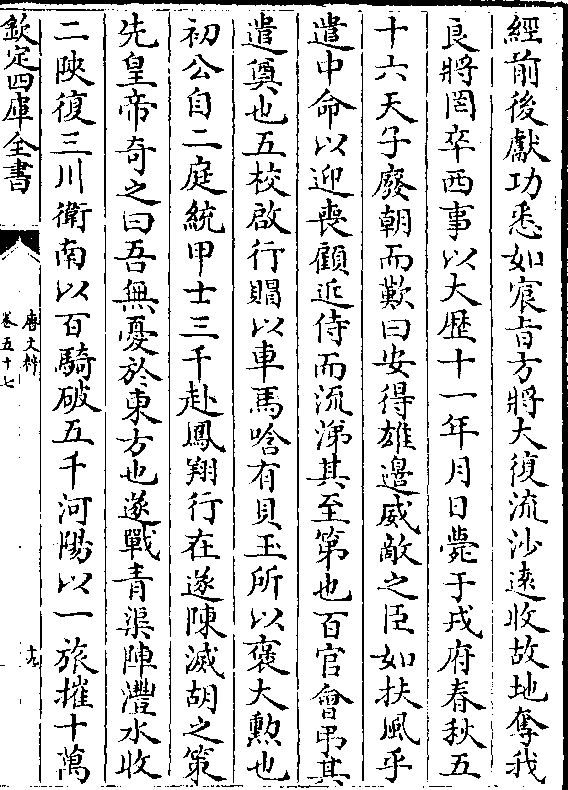 經前後獻功悉如宸旨方將大復流沙遠收故地奪我
良將罔卒西事以大歴十一年月日薨于戎府春秋五
十六天子廢朝而歎曰安得雄邉威敵之臣如扶風乎
遣中命以迎喪顧近侍而流涕其至第也百官會弔其
遣奠也五校啟行賵以車馬唅有貝玉所以褒大勲也
初公自二庭統甲士三千赴鳳翔行在遂陳滅胡之策
先皇帝奇之曰吾無憂於東方也遂戰青渠陣灃水收
二陜復三川衛南以百騎破五千河陽以一旅摧十萬
欽定四庫全書
唐文粹
卷五十七
十九